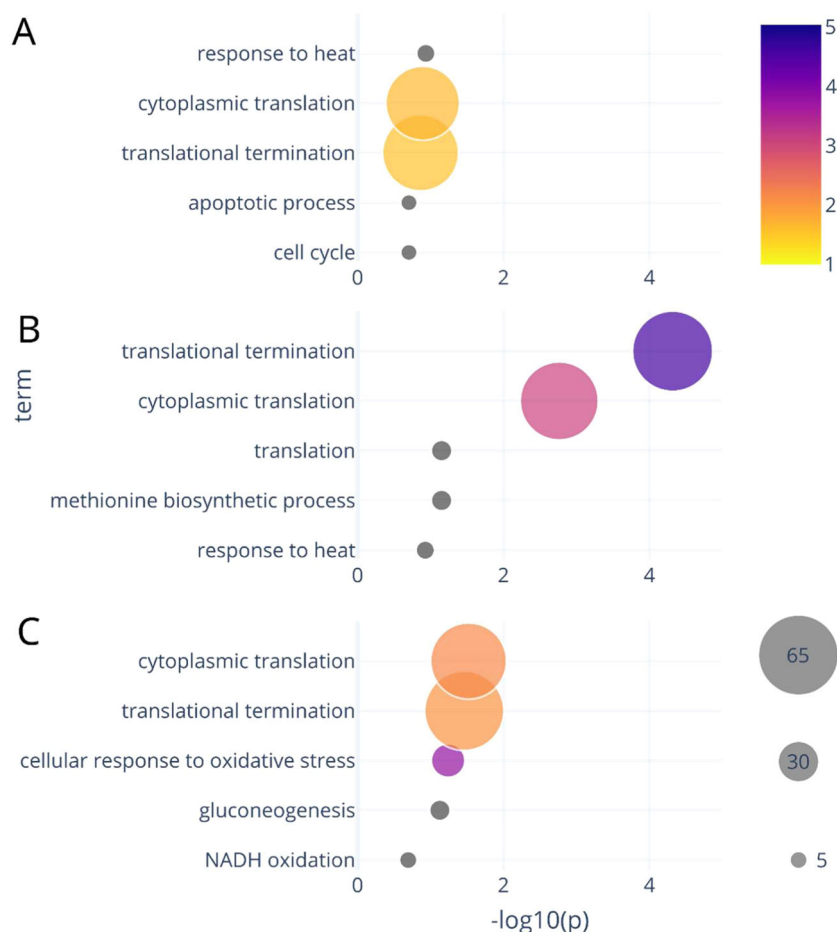 A
response to heat
cytoplasmic translation
translational termination
apoptotic process
cell cycle
0 2 4
5
4
3
2
1
B
term
translational termination
cytoplasmic translation
translation
methionine biosynthetic process
response to heat
0 2 4
C
cytoplasmic translation
translational termination
cellular response to oxidative stress
gluconeogenesis
NADH oxidation
0 2 4
-log10(p)
65
30
5